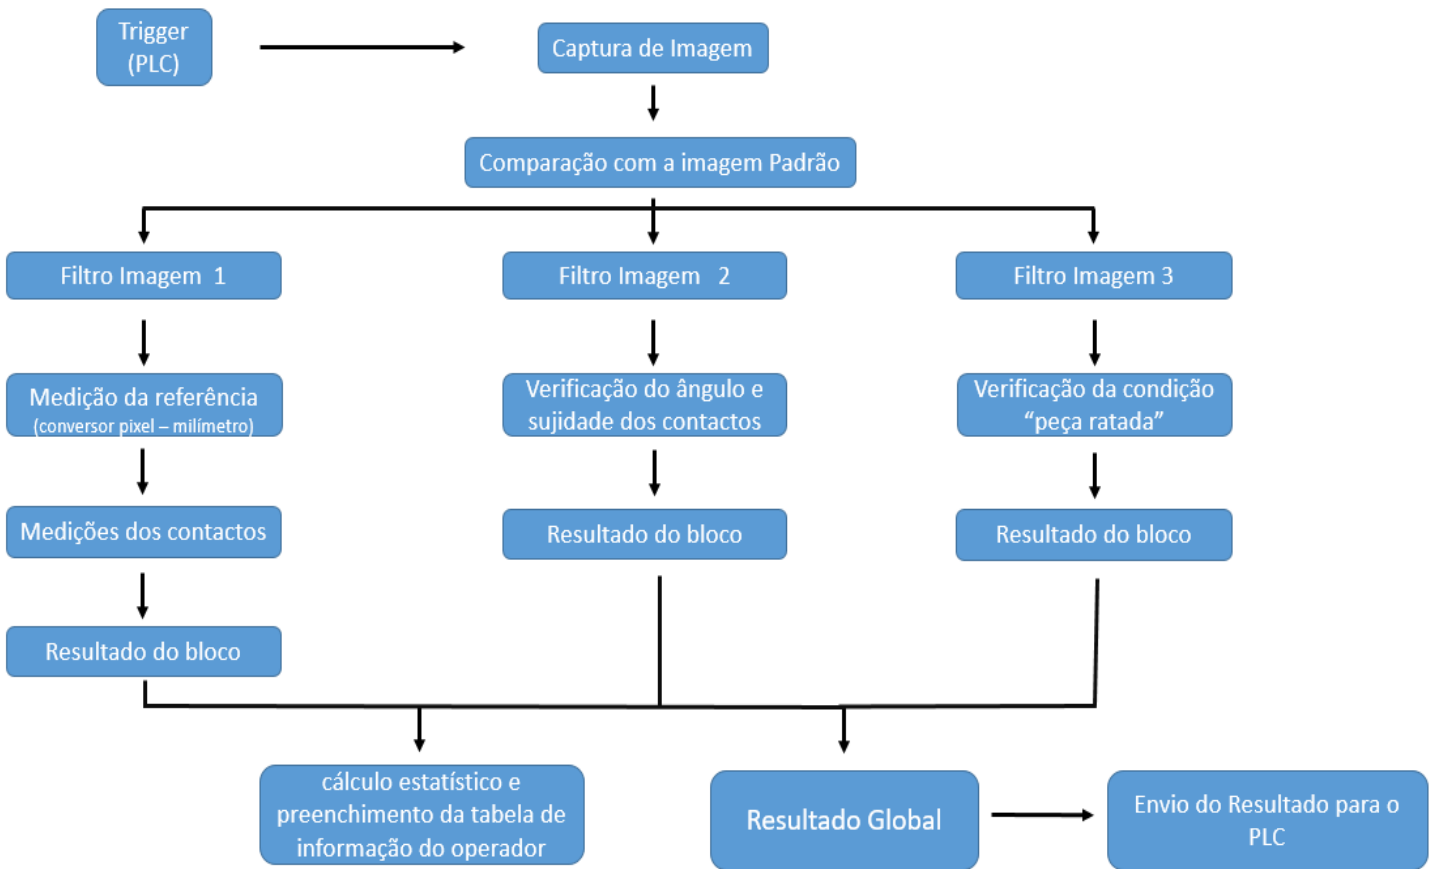 Trigger
(PLC)
Captura de Imagem
Comparação com a imagem Padrão
Filtro Imagem 1
Filtro Imagem 2
Filtro Imagem 3
Medição da referência
(conversor pixel – milímetro)
Verificação do ângulo e
sujidade dos contactos
Verificação da condição
“peça ratada”
Medições dos contactos
Resultado do bloco
Resultado do bloco
Resultado do bloco
cálculo estatístico e
preenchimento da tabela de
informação do operador
Resultado Global
Envio do Resultado para o
PLC